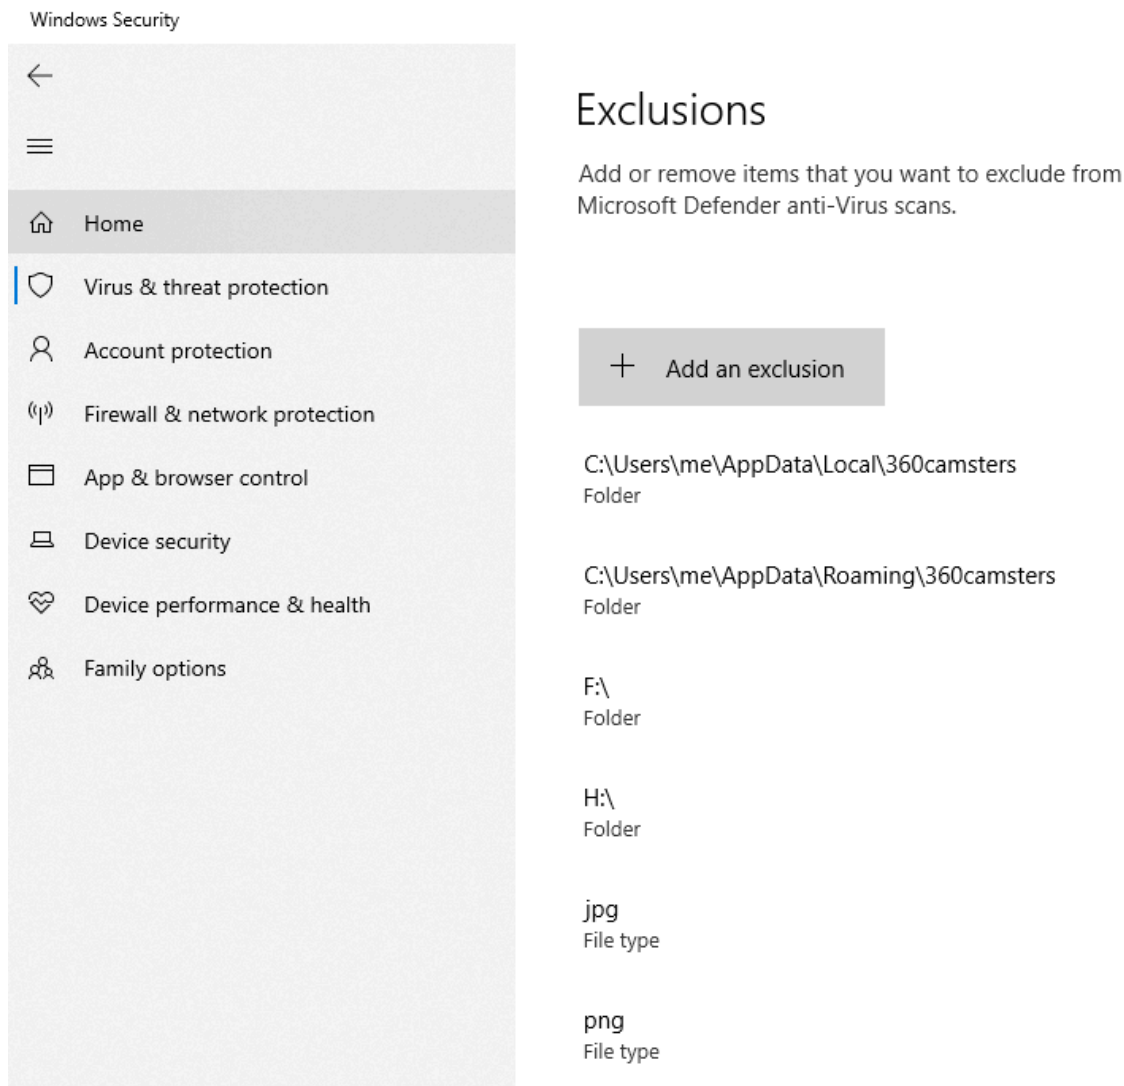 Windows Security
Home
Virus & threat protection
Account protection
Firewall & network protection
App & browser control
Device security
Device performance & health
Family options
Exclusions
Add or remove items that you want to exclude from
Microsoft Defender anti-Virus scans.
Add an exclusion
C:\Users\me\AppData\Local\360camsters
Folder
C:\Users\me\AppData\Roaming\360camsters
Folder
F:\
Folder
H:\
Folder
jpg
File type
png
File type